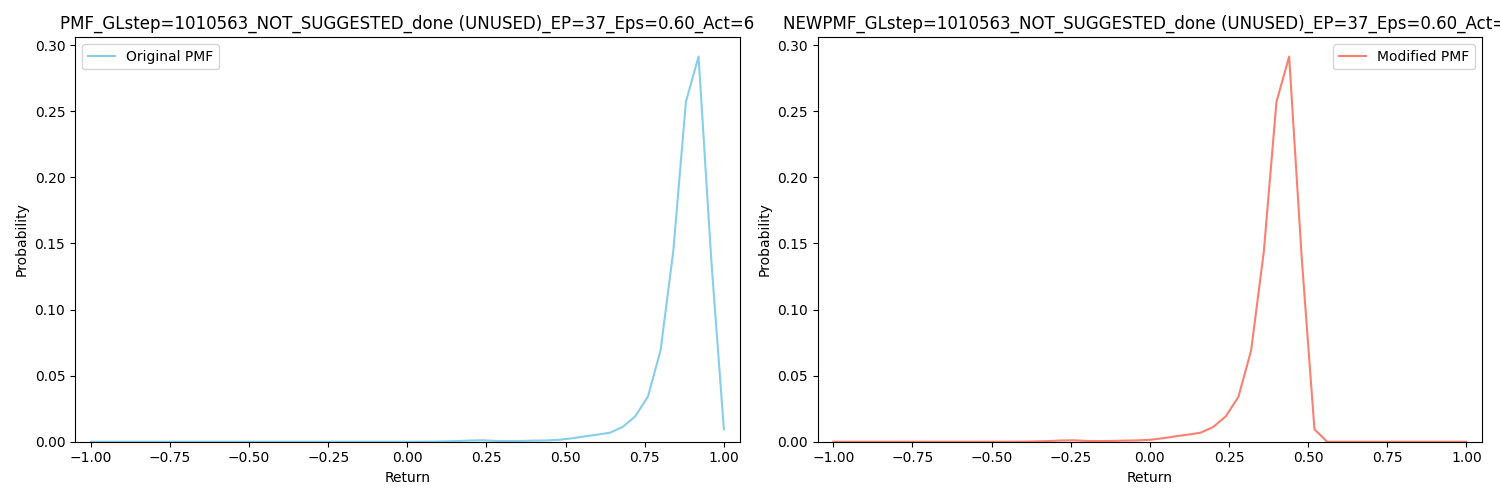 PMF_GLstep=1010563_NOT_SUGGESTED_done (UNUSED)_EP=37_Eps=0.60_Act=6
Original PMF
Probability
0.30
0.25
0.20
0.15
0.10
0.05
0.00
−1.00 −0.75 −0.50 −0.25 0.00 0.25 0.50 0.75 1.00
Return
NEWPMF_GLstep=1010563_NOT_SUGGESTED_done (UNUSED)_EP=37_Eps=0.60_Act=
Modified PMF
Probability
0.30
0.25
0.20
0.15
0.10
0.05
0.00
−1.00 −0.75 −0.50 −0.25 0.00 0.25 0.50 0.75 1.00
Return